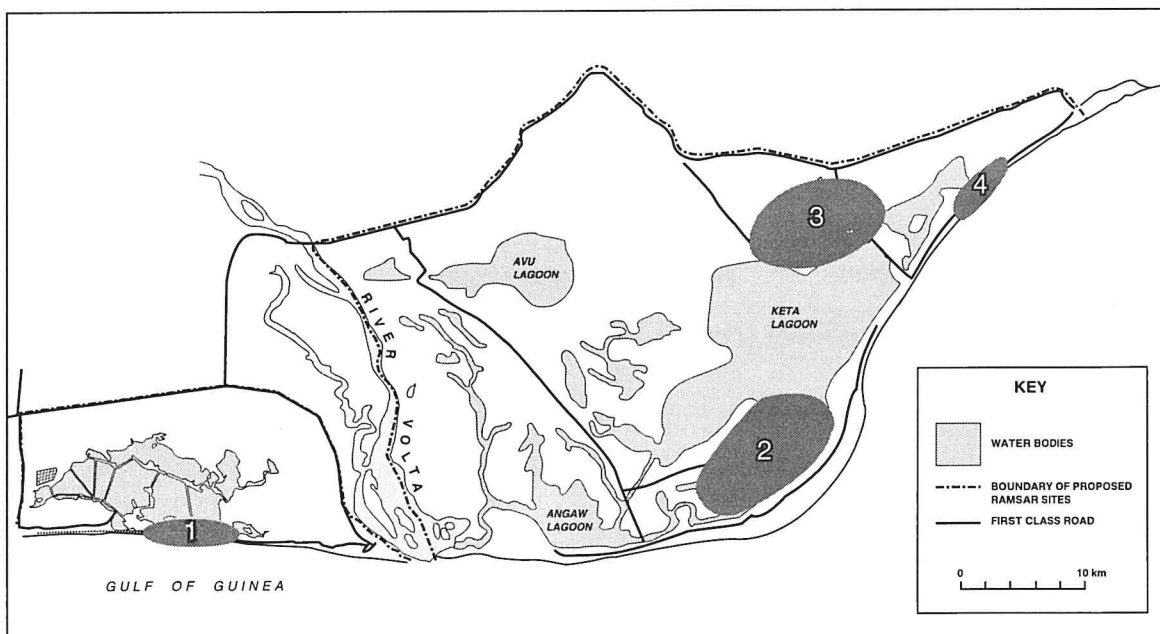 4
3
AVU
LAGOON
RIVER VOLTA
KETA
LAGOON
2
ANGAW
LAGOON
1
GULF OF GUINEA
KEY
WATER BODIES
BOUNDARY OF PROPOSED
RAMSAR SITES
FIRST CLASS ROAD
0 10 km